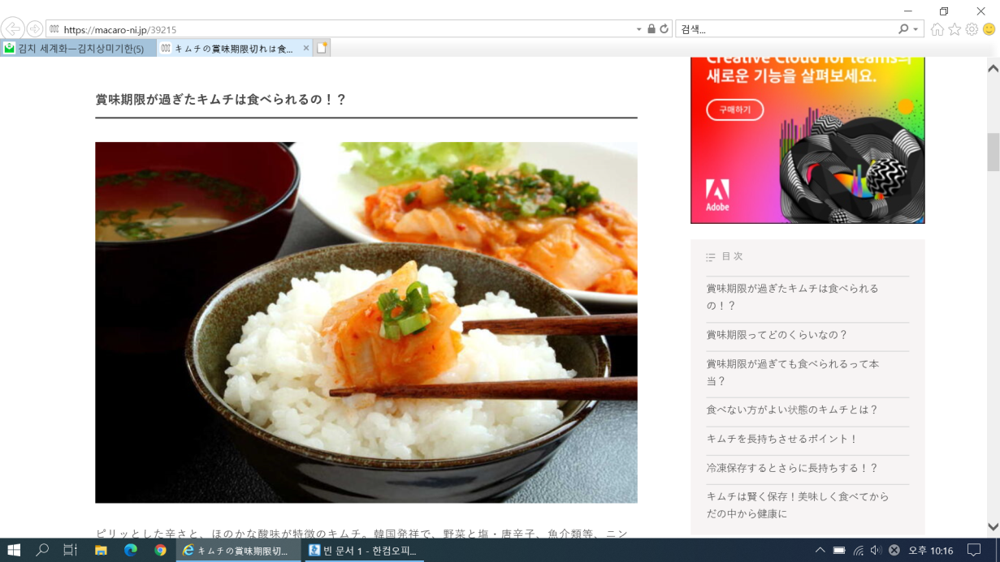 https://macaro-ni.jp/39215
검색...
김치 세계화—김치상미기한(5)
キムチの賞味期限切れは食...
Creative Cloud for teams의
새로운 기능을 살펴보세요.
구매하기
Adobe
賞味期限が過ぎたキムチは食べられるの！？
目次
賞味期限が過ぎたキムチは食べられる
の！？
賞味期限ってどのくらいなの？
賞味期限が過ぎても食べられるって本
当？
食べない方がよい状態のキムチとは？
キムチを長持ちさせるポイント！
冷凍保存するとさらに長持ちする！？
キムチは賢く保存！美味しく食べてから
だの中から健康に
ピリッとした辛さと、ほのかな酸味が特徴のキムチ。韓国発祥で、野菜と塩・唐辛子、魚介類等、ニン
キムチの賞味期限切...
빈 문서 1 - 한컴오피...
오후 10:16